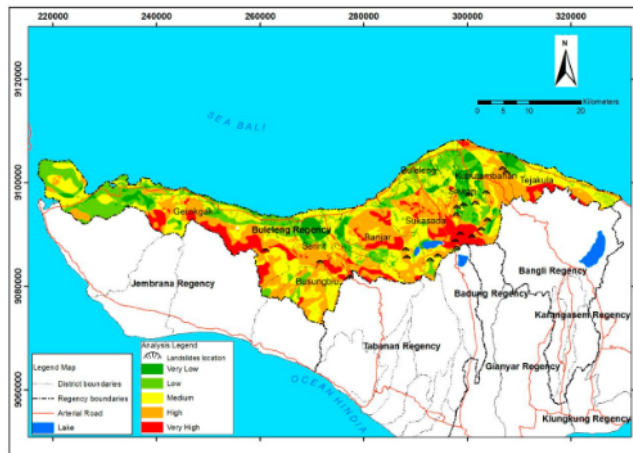 220000 240000 260000 280000 300000 320000
9120000
9100000
9080000
9060000
N
Kilometers
0 5 10 20
SEA BALI
Buleleng
Kubutambahan
Tejakula
Sawan
Gerokgak
Sukasada
Buleleng Regency
Banjar
Seririt
Busungbiu
Jembrana Regency
Bangli Regency
Badung Regency
Karangasem Regency
Tabanan Regency
Gianyar Regency
Klungkung Regency
OCEAN HINDIA
Legend Map
District boundaries
Regency boundaries
Arterial Road
Lake
Analysis Legend
Landslides location
Very Low
Low
Medium
High
Very High